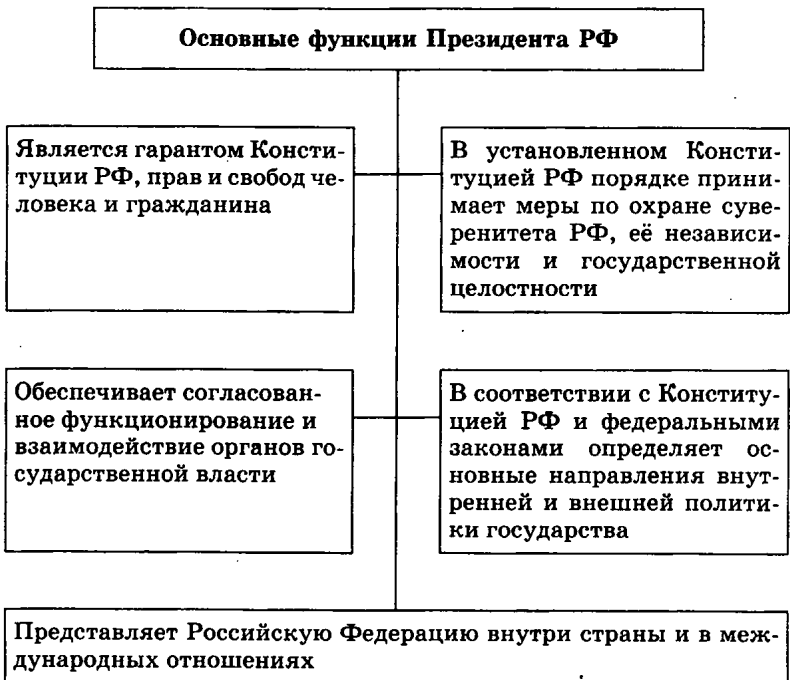 Основные функции Президента РФ
Является гарантом Консти-
туции РФ, прав и свобод че-
ловека и гражданина
В установленном Консти-
туцией РФ порядке прини-
мает меры по охране суве-
ренитета РФ, её независи-
мости и государственной
целостности
Обеспечивает согласован-
ное функционирование и
взаимодействие органов го-
сударственной власти
В соответствии с Конститу-
цией РФ и федеральными
законами определяет ос-
новные направления внут-
ренней и внешней полити-
ки государства
Представляет Российскую Федерацию внутри страны и в меж-
дународных отношениях